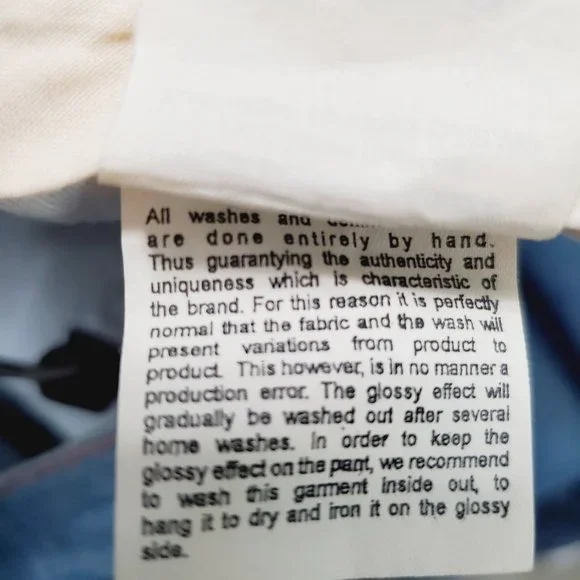 All washes and
are done entirely by hand.
Thus guarantying the authenticity and
uniqueness which is characteristic of
the brand. For this reason it is perfectly
normal that the fabric and the wash will
present variations from product to
product. This however, is in no manner a
production error. The glossy effect will
gradually be washed out after several
home washes. In order to keep the
glossy effect on the pant, we recommend
to wash this garment inside out, to
hang it to dry and iron it on the glossy
side.